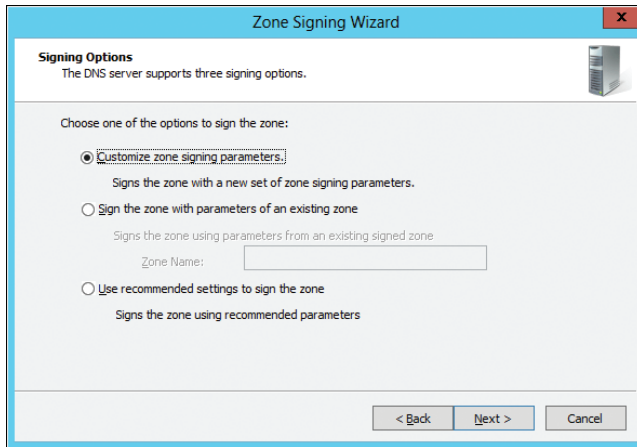 Zone Signing Wizard
x
Signing Options
The DNS server supports three signing options.
Choose one of the options to sign the zone:
Customize zone signing parameters.
Signs the zone with a new set of zone signing parameters.
Sign the zone with parameters of an existing zone
Signs the zone using parameters from an existing signed zone
Zone Name:
Use recommended settings to sign the zone
Signs the zone using recommended parameters
< Back Next > Cancel